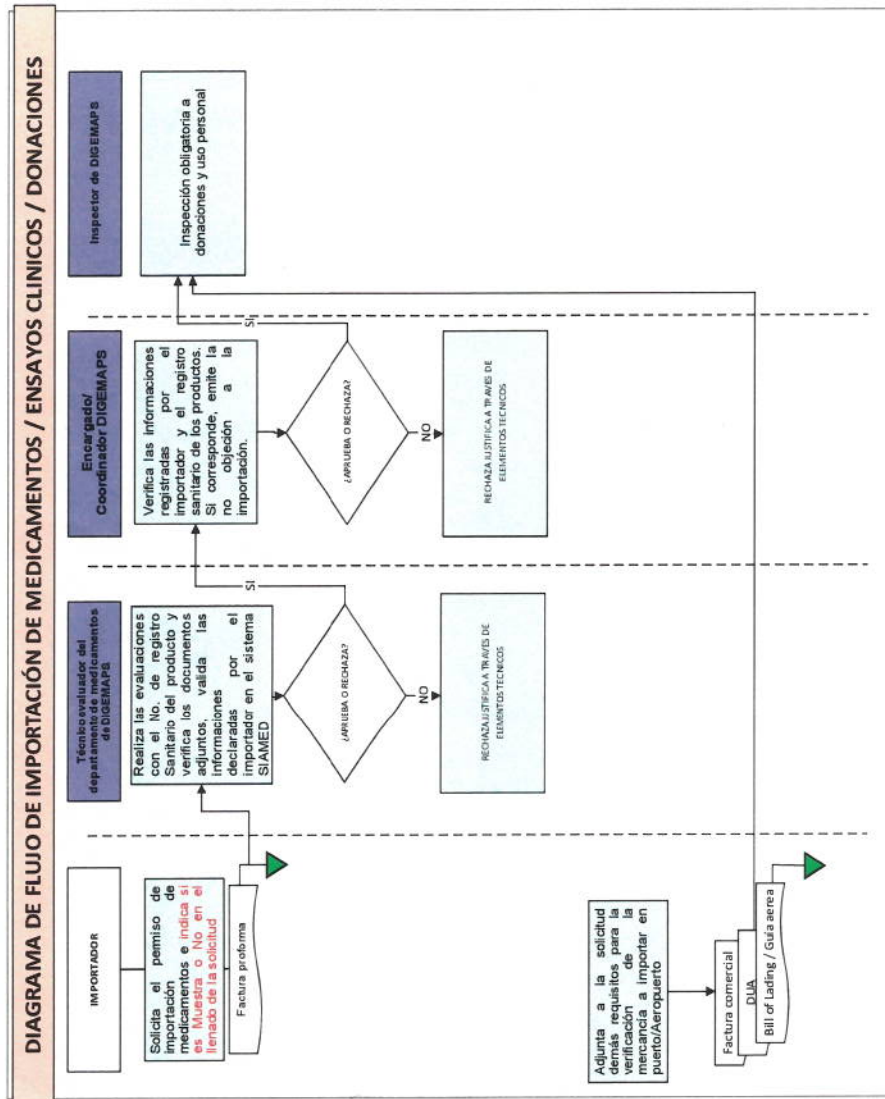 DIAGRAMA DE FLUJO DE IMPORTACIÓN DE MEDICAMENTOS / ENSAYOS CLINICOS / DONACIONES
IMPORTADOR
Solicita el permiso de
importación de
medicamentos e indica si
es Muestra o No en el
llenado de la solicitud
Factura proforma
Adjunta a la solicitud
demás requisitos para la
verificación de la
mercancía a importar en
puerto/Aeropuerto
Factura comercial
DUA
Bill of Lading / Guía aerea
Técnico evaluador del
departamento de medicamentos
de DIGEMAPS
Realiza las evaluaciones
con el No. de registro
Sanitario del producto y
verifica los documentos
adjuntos, valida las
informaciones
declaradas por el
importador en el sistema
SIAMED
¿APRUEBA O RECHAZA?
SI
NO
RECHAZA JUSTIFICA A TRAVES DE
ELEMENTOS TECNICOS
Encargado/
Coordinador DIGEMAPS
Verifica las informaciones
registradas por el
importador y el registro
sanitario de los productos.
Si corresponde, emite la
no objeción a la
importación.
¿APRUEBA O RECHAZA?
SI
NO
RECHAZA JUSTIFICA A TRAVES DE
ELEMENTOS TECNICOS
Inspector de DIGEMAPS
Inspección obligatoria a
donaciones y uso personal